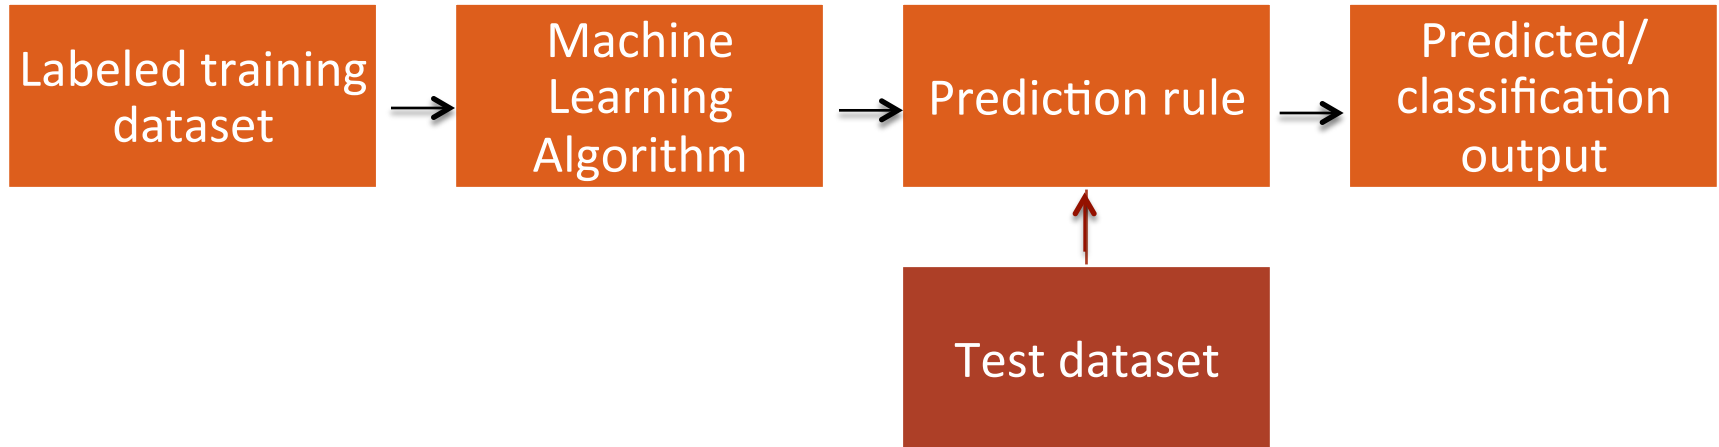 Labeled training
dataset
Machine
Learning
Algorithm
Prediction rule
Predicted/
classification
output
Test dataset